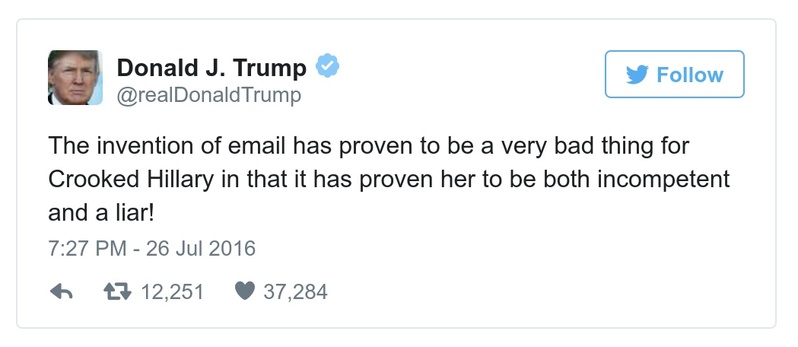 Donald J. Trump
@realDonaldTrump
Follow
The invention of email has proven to be a very bad thing for
Crooked Hillary in that it has proven her to be both incompetent
and a liar!
7:27 PM - 26 Jul 2016
12,251 37,284